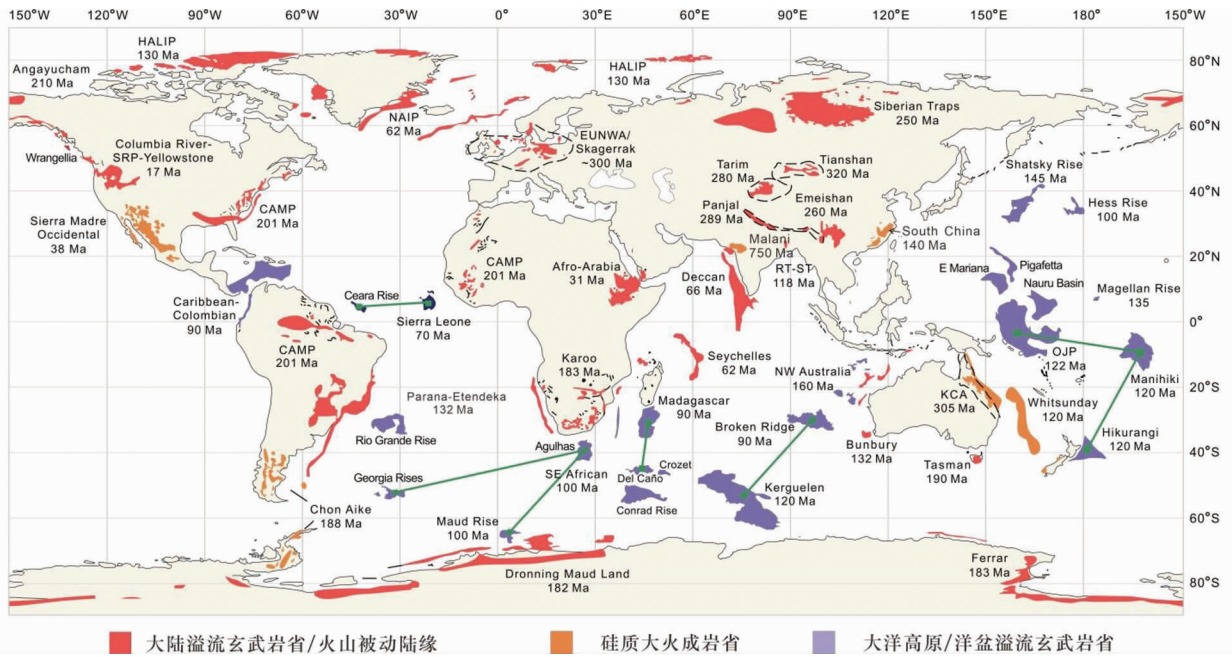 150°W 120°W 90°W 60°W 30°W 0°W 30°E 60°E 90°E 120°E 150°E 180°W 150°W
80°N
60°N
40°N
20°N
0°
20°S
40°S
60°S
80°S
HALIP
130 Ma
Angayucham
210 Ma
NAIP
62 Ma
HALIP
130 Ma
Siberian Traps
250 Ma
Wrangellia
Columbia River-
SRP-Yellowstone
17 Ma
EUNWA/
Skagerrak
~300 Ma
Tarim
280 Ma
Tianshan
320 Ma
Shatsky Rise
145 Ma
Hess Rise
100 Ma
Sierra Madre
Occidental
38 Ma
CAMP
201 Ma
Panjal
289 Ma
Emeishan
260 Ma
Malani
750 Ma
South China
140 Ma
CAMP
201 Ma
Afro-Arabia
31 Ma
Deccan
66 Ma
RT-ST
118 Ma
E Mariana
Pigafetta
Nauru Basin
Magellan Rise
135
Caribbean-
Colombian
90 Ma
Ceara Rise
Sierra Leone
70 Ma
CAMP
201 Ma
Karoo
183 Ma
Seychelles
62 Ma
NW Australia
160 Ma
OJP
122 Ma
Manihiki
120 Ma
Parana-Etendeka
132 Ma
Madagascar
90 Ma
KCA
305 Ma
Whitsunday
120 Ma
Rio Grande Rise
Agulhas
Broken Ridge
90 Ma
Bunbury
132 Ma
Hikurangi
120 Ma
Georgia Rises
SE African
100 Ma
Crozet
Del Caño
Conrad Rise
Kerguelen
120 Ma
Tasman
190 Ma
Chon Aike
188 Ma
Maud Rise
100 Ma
Dronning Maud Land
182 Ma
Ferrar
183 Ma
大陆溢流玄武岩省/火山被动陆缘 硅质大火成岩省 大洋高原/洋盆溢流玄武岩省